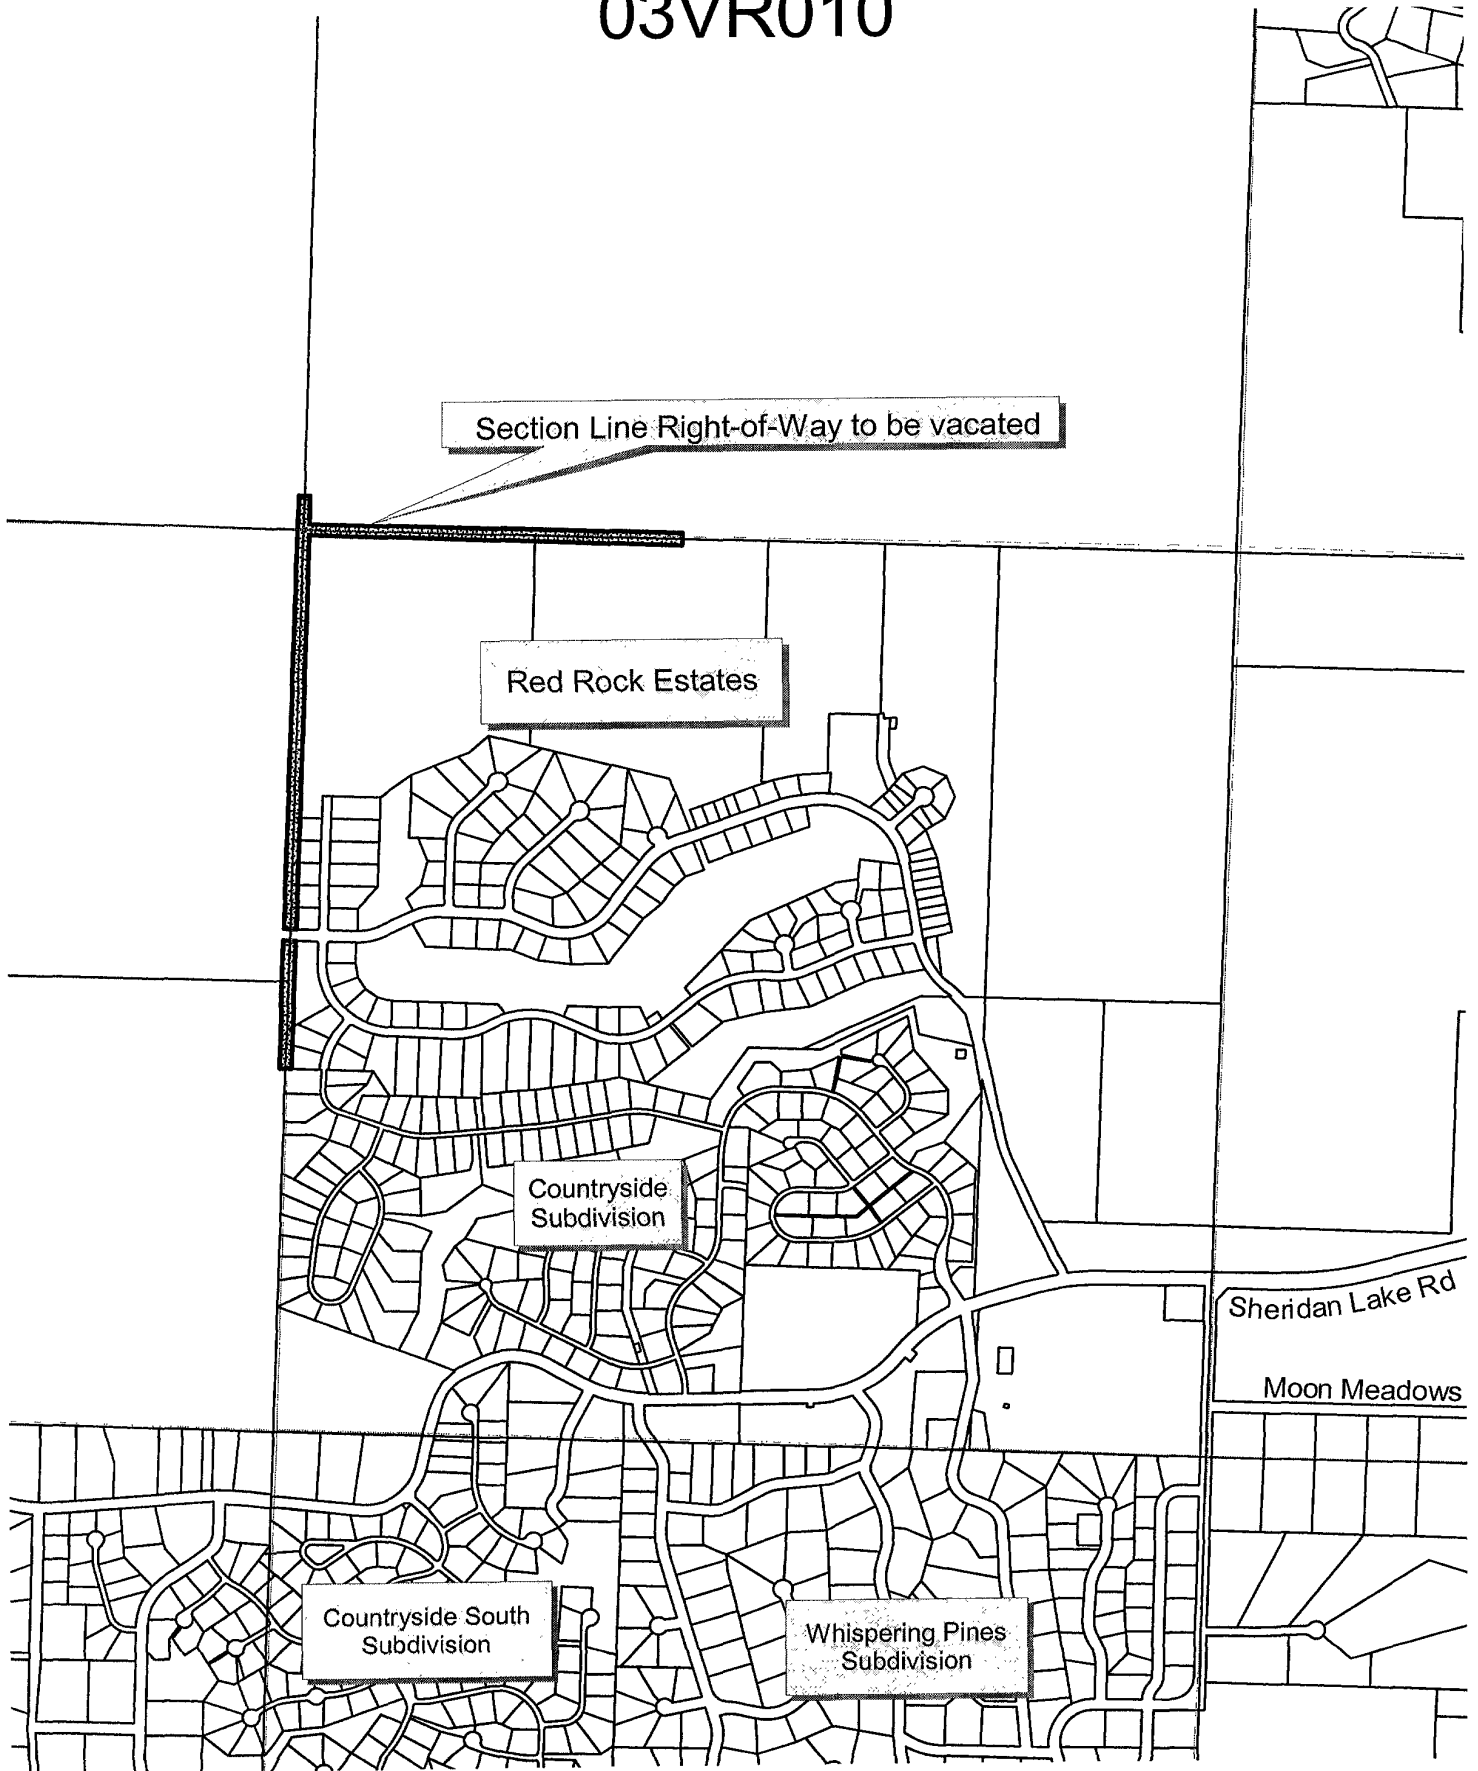 03VR010
Section Line Right-of-Way to be vacated
Red Rock Estates
Countryside
Subdivision
Sheridan Lake Rd
Moon Meadows
Countryside South
Subdivision
Whispering Pines
Subdivision